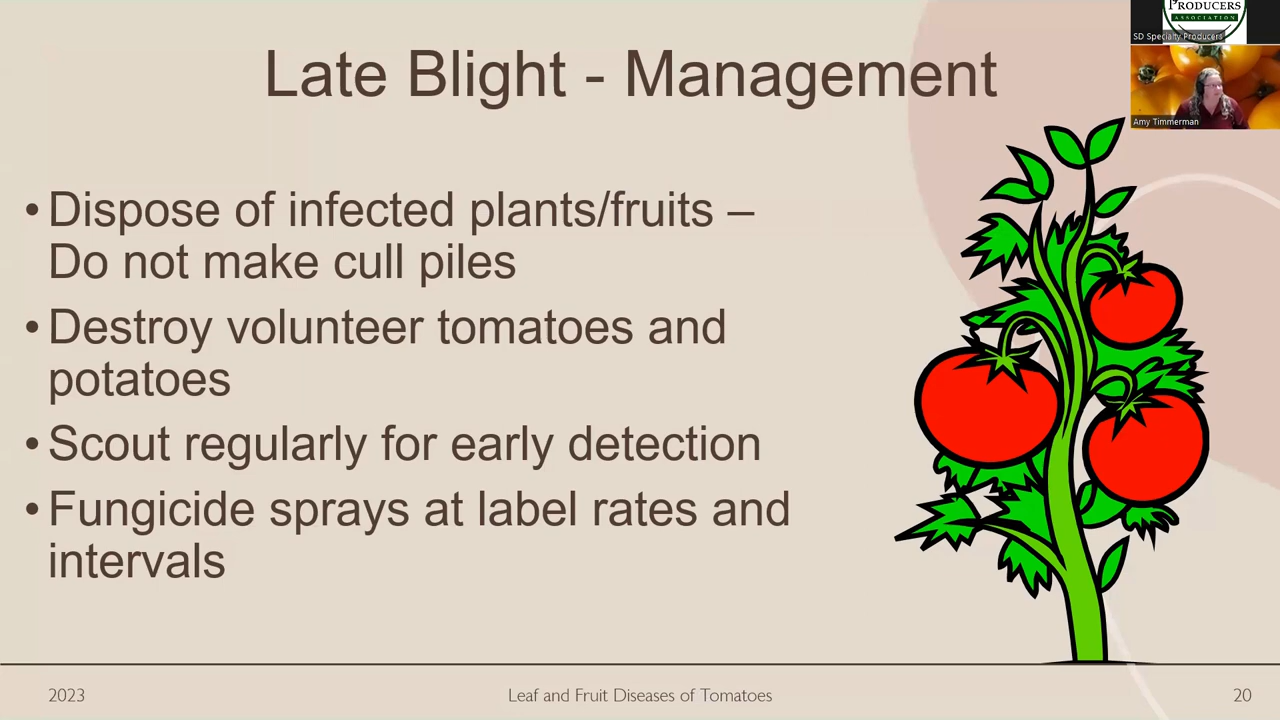 PRODUCERS
ASSOCIATION
SD Specialty Producers
Amy Timmerman
Late Blight - Management
•Dispose of infected plants/fruits –
Do not make cull piles
•Destroy volunteer tomatoes and
potatoes
•Scout regularly for early detection
•Fungicide sprays at label rates and
intervals
2023
Leaf and Fruit Diseases of Tomatoes
20